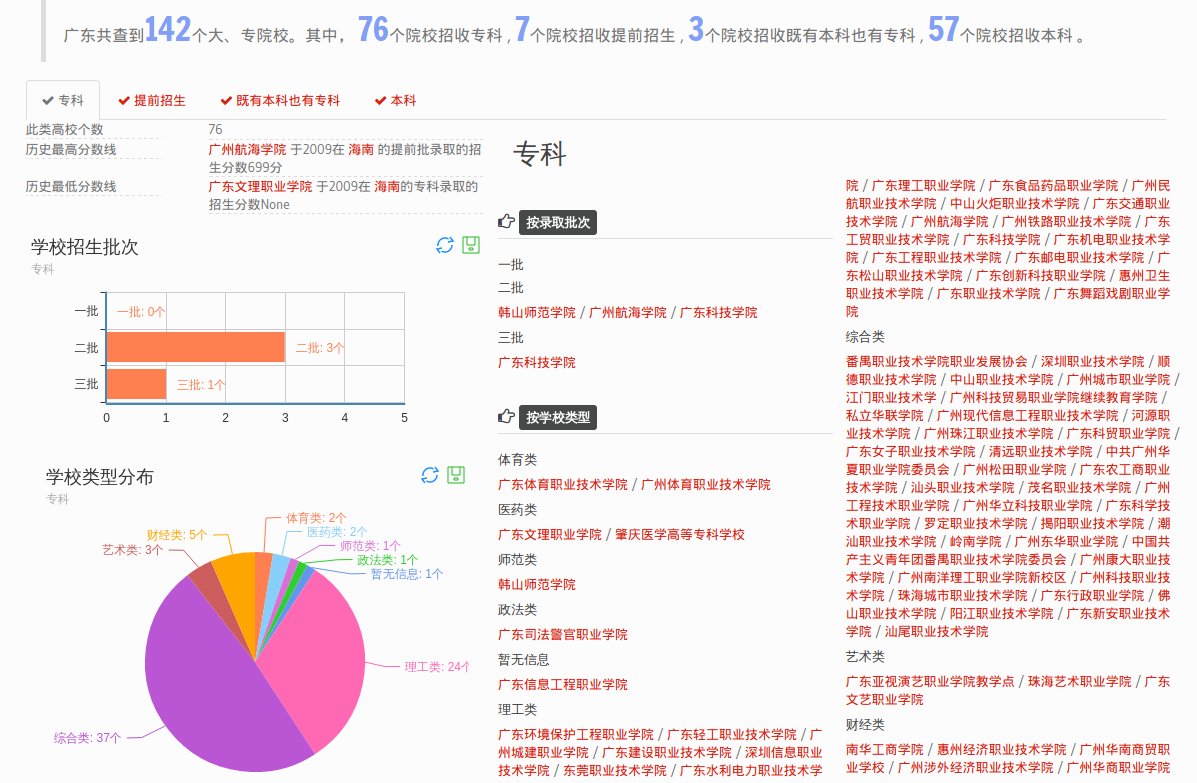 广东共查到142个大、专院校。其中，76个院校招收专科 , 7个院校招收提前招生 , 3个院校招收既有本科也有专科 , 57个院校招收本科 。
专科
提前招生
既有本科也有专科
本科
此类高校个数
76
历史最高分数线
广州航海学院 于2009在 海南 的提前批录取的招
生分数699分
历史最低分数线
广东文理职业学院 于2009在 海南的专科录取的
招生分数None
学校招生批次
专科
一批
一批: 0个
二批
二批: 3个
三批
三批: 1个
0 1 2 3 4 5
学校类型分布
专科
体育类: 2个
医药类: 2个
师范类: 1个
政法类: 1个
暂无信息: 1个
理工类: 24个
综合类: 37个
艺术类: 3个
财经类: 5个
专科
按录取批次
一批
二批
韩山师范学院 / 广州航海学院 / 广东科技学院
三批
广东科技学院
按学校类型
体育类
广东体育职业技术学院 / 广州体育职业技术学院
医药类
广东文理职业学院 / 肇庆医学高等专科学校
师范类
韩山师范学院
政法类
广东司法警官职业学院
暂无信息
广东信息工程职业学院
理工类
广东环境保护工程职业学院 / 广东轻工职业技术学院 / 广
州城建职业学院 / 广东建设职业技术学院 / 深圳信息职业
技术学院 / 东莞职业技术学院 / 广东水利电力职业技术学
院 / 广东理工职业学院 / 广东食品药品职业学院 / 广州民
航职业技术学院 / 中山火炬职业技术学院 / 广东交通职业
技术学院 / 广州航海学院 / 广州铁路职业技术学院 / 广东
工贸职业技术学院 / 广东科技学院 / 广东机电职业技术学
院 / 广东工程职业技术学院 / 广东邮电职业技术学院 / 广
东松山职业技术学院 / 广东创新科技职业学院 / 惠州卫生
职业技术学院 / 广东职业技术学院 / 广东舞蹈戏剧职业学
院
综合类
番禺职业技术学院职业发展协会 / 深圳职业技术学院 / 顺
德职业技术学院 / 中山职业技术学院 / 广州城市职业学院 /
江门职业技术学 / 广州科技贸易职业学院继续教育学院 /
私立华联学院 / 广州现代信息工程职业技术学院 / 河源职
业技术学院 / 广州珠江职业技术学院 / 广东科贸职业学院 /
广东女子职业技术学院 / 清远职业技术学院 / 中共广州华
夏职业学院委员会 / 广州松田职业学院 / 广东农工商职业
技术学院 / 汕头职业技术学院 / 茂名职业技术学院 / 广州
工程技术职业学院 / 广州华立科技职业学院 / 广东科学技
术职业学院 / 罗定职业技术学院 / 揭阳职业技术学院 / 潮
汕职业技术学院 / 岭南学院 / 广州东华职业学院 / 中国共
产主义青年团番禺职业技术学院委员会 / 广州康大职业技
术学院 / 广州南洋理工职业学院新校区 / 广州科技职业技
术学院 / 珠海城市职业技术学院 / 广东行政职业学院 / 佛
山职业技术学院 / 阳江职业技术学院 / 广东新安职业技术
学院 / 汕尾职业技术学院
艺术类
广东亚视演艺职业学院教学点 / 珠海艺术职业学院 / 广东
文艺职业学院
财经类
南华工商学院 / 惠州经济职业技术学院 / 广州华南商贸职
业学校 / 广州涉外经济职业技术学院 / 广州华商职业学院